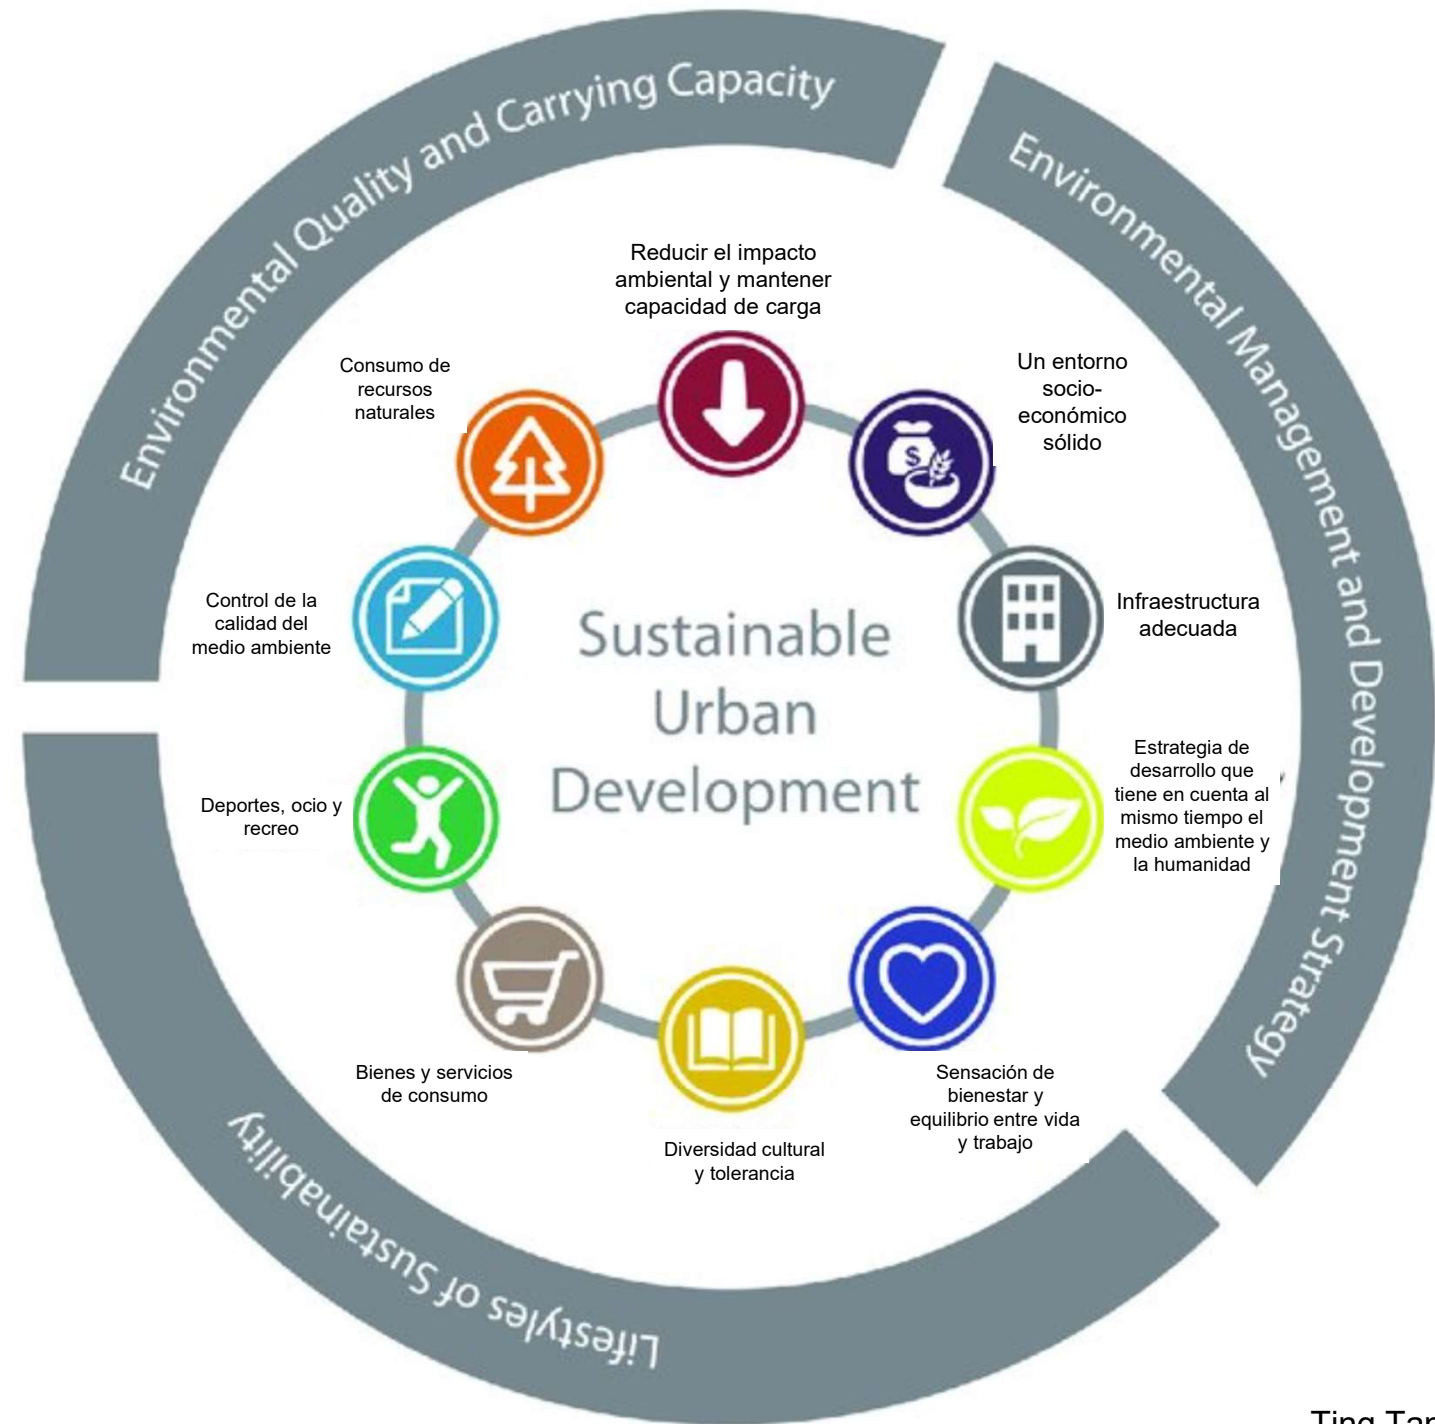 Environmental Quality and Carrying Capacity
Environmental Management and Development Strategy
Lifestyles of Sustainability
Reducir el impacto
ambiental y mantener
capacidad de carga
Un entorno
socio-
económico
sólido
$
Infraestructura
adecuada
Estrategia de
desarrollo que
tiene en cuenta al
mismo tiempo el
medio ambiente y
la humanidad
Sensación de
bienestar y
equilibrio entre vida
y trabajo
Diversidad cultural
y tolerancia
Bienes y servicios
de consumo
Deportes, ocio y
recreo
Control de la
calidad del
medio ambiente
Consumo de
recursos
naturales
Sustainable
Urban
Development